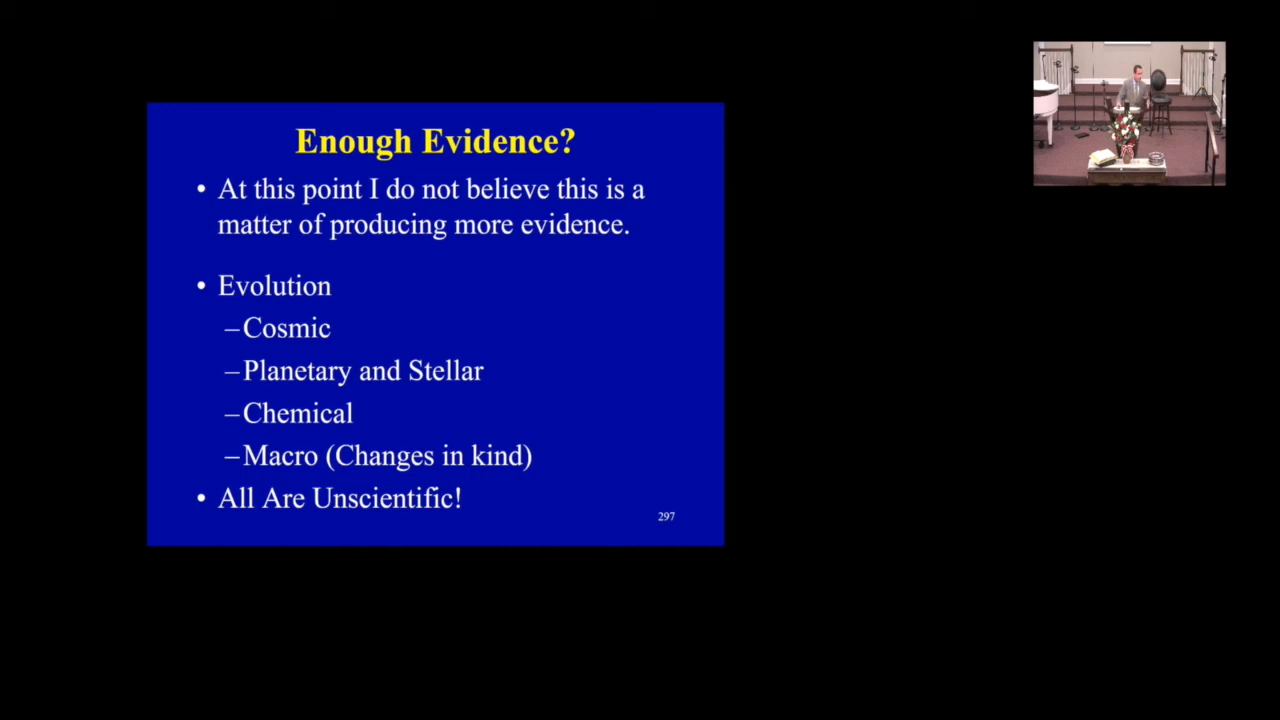 Enough Evidence?
• At this point I do not believe this is a
matter of producing more evidence.
• Evolution
–Cosmic
–Planetary and Stellar
–Chemical
–Macro (Changes in kind)
• All Are Unscientific!
297